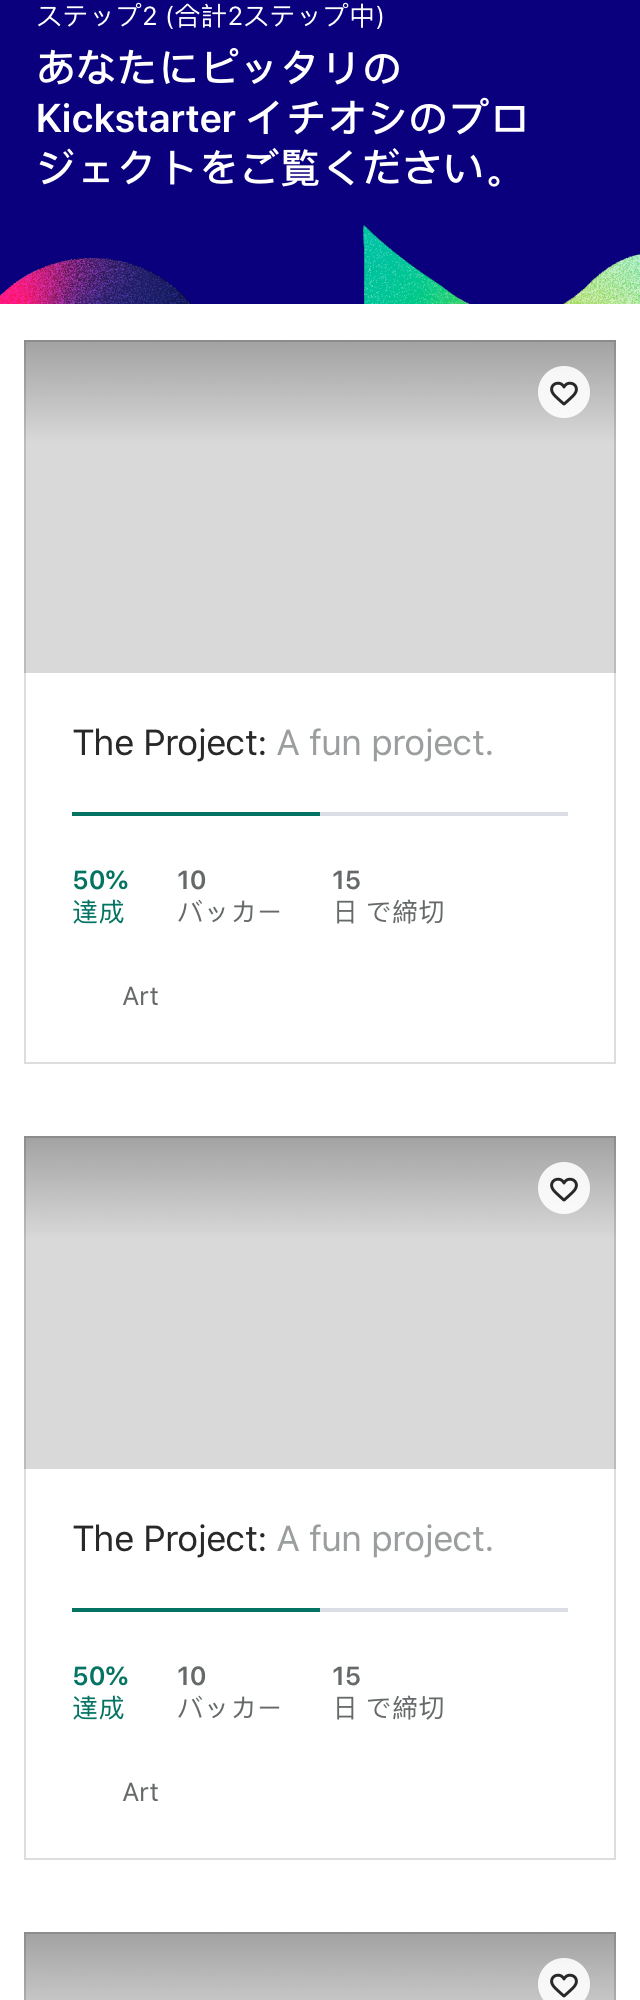 ステップ2 (合計2ステップ中)
あなたにピッタリの
Kickstarter イチオシのプロ
ジェクトをご覧ください。
The Project: A fun project.
50% 10 15
達成 バッカー 日 で締切
Art
The Project: A fun project.
50% 10 15
達成 バッカー 日 で締切
Art